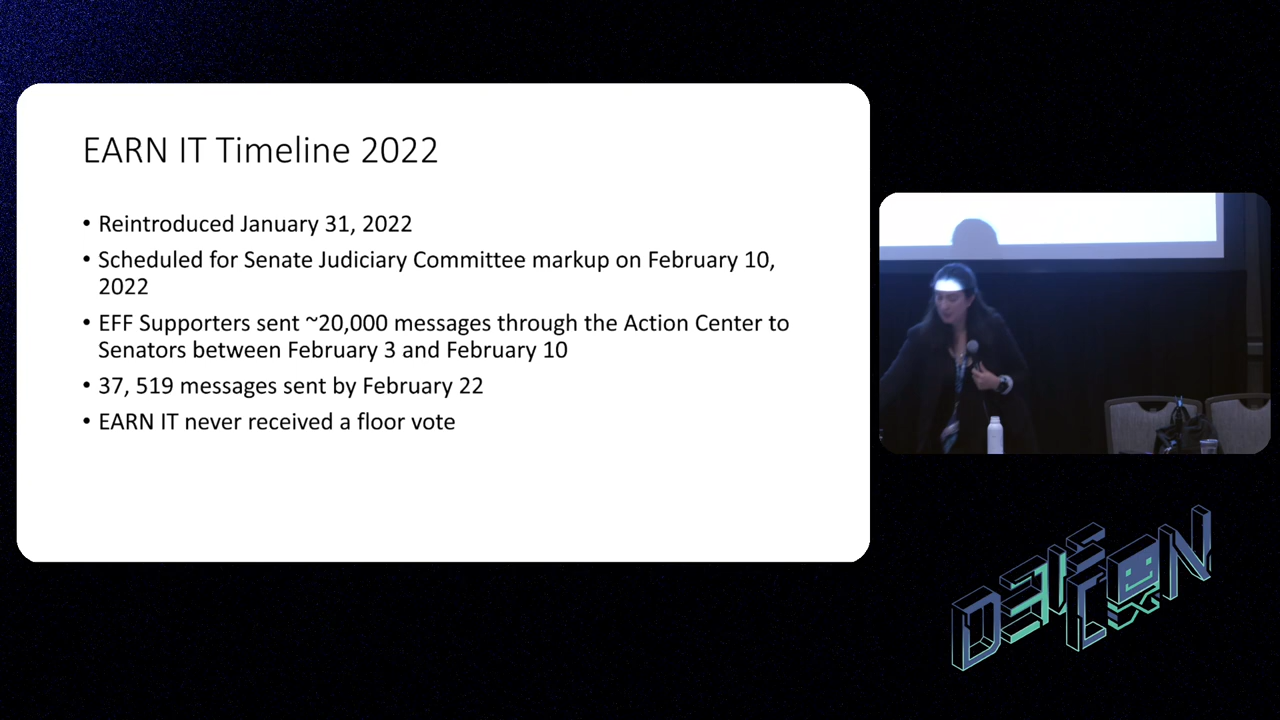 EARN IT Timeline 2022
• Reintroduced January 31, 2022
• Scheduled for Senate Judiciary Committee markup on February 10,
2022
• EFF Supporters sent ~20,000 messages through the Action Center to
Senators between February 3 and February 10
• 37, 519 messages sent by February 22
• EARN IT never received a floor vote
DEF CON